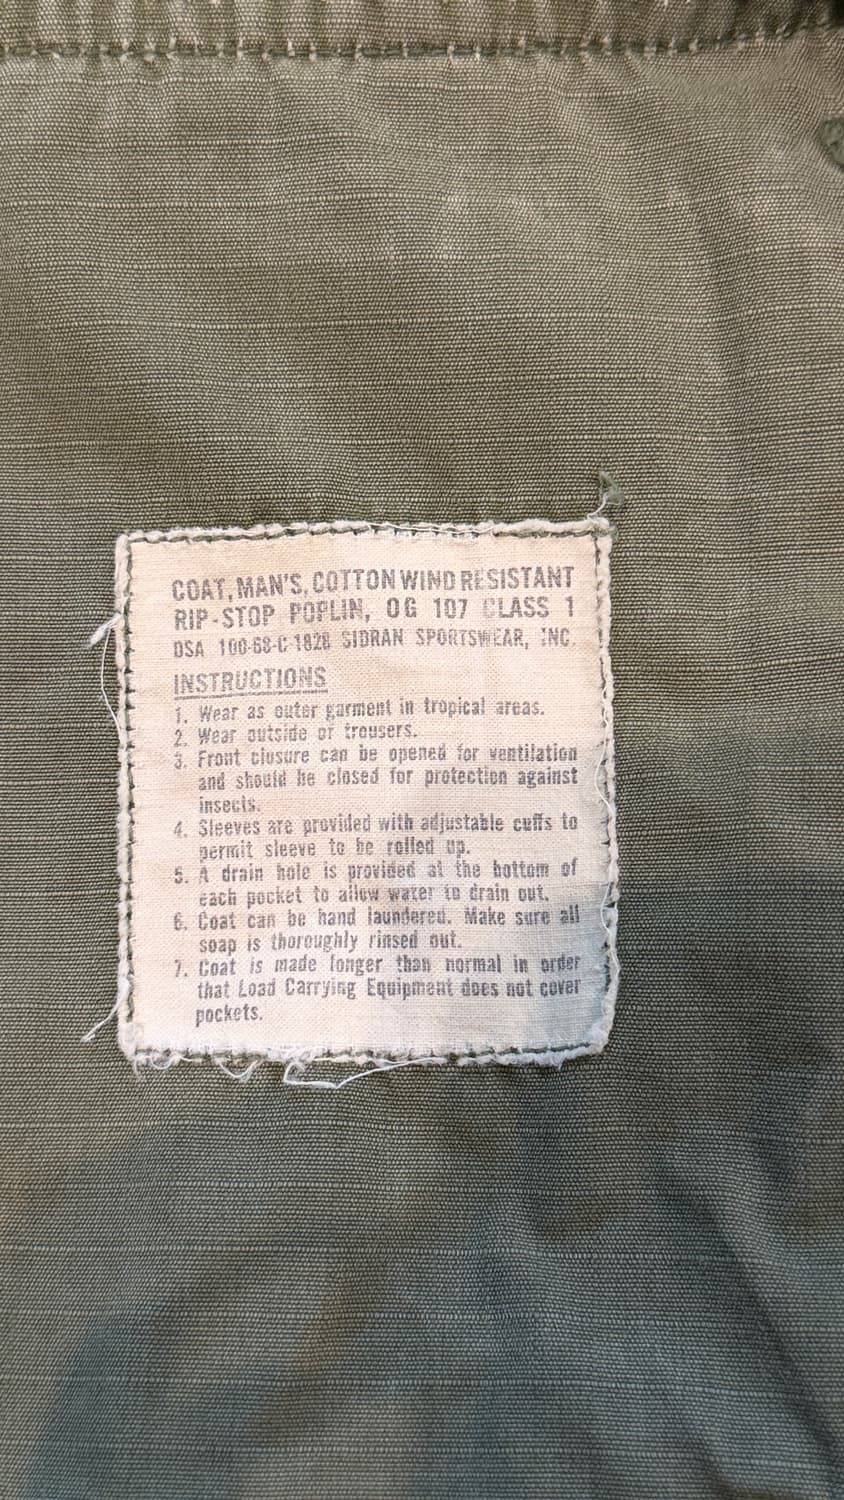 COAT, MAN'S, COTTON WIND RESISTANT
RIP-STOP POPLIN, OG 107 CLASS 1
DSA 100-68-C-1828 SIDRAN SPORTSWEAR, INC.
INSTRUCTIONS
1. Wear as outer garment in tropical areas.
2. Wear outside of trousers.
3. Front closure can be opened for ventilation
and should be closed for protection against
insects.
4. Sleeves are provided with adjustable cuffs to
permit sleeve to be rolled up.
5. A drain hole is provided at the bottom of
each pocket to allow water to drain out.
6. Coat can be hand laundered. Make sure all
soap is thoroughly rinsed out.
7. Coat is made longer than normal in order
that Load Carrying Equipment does not cover
pockets.